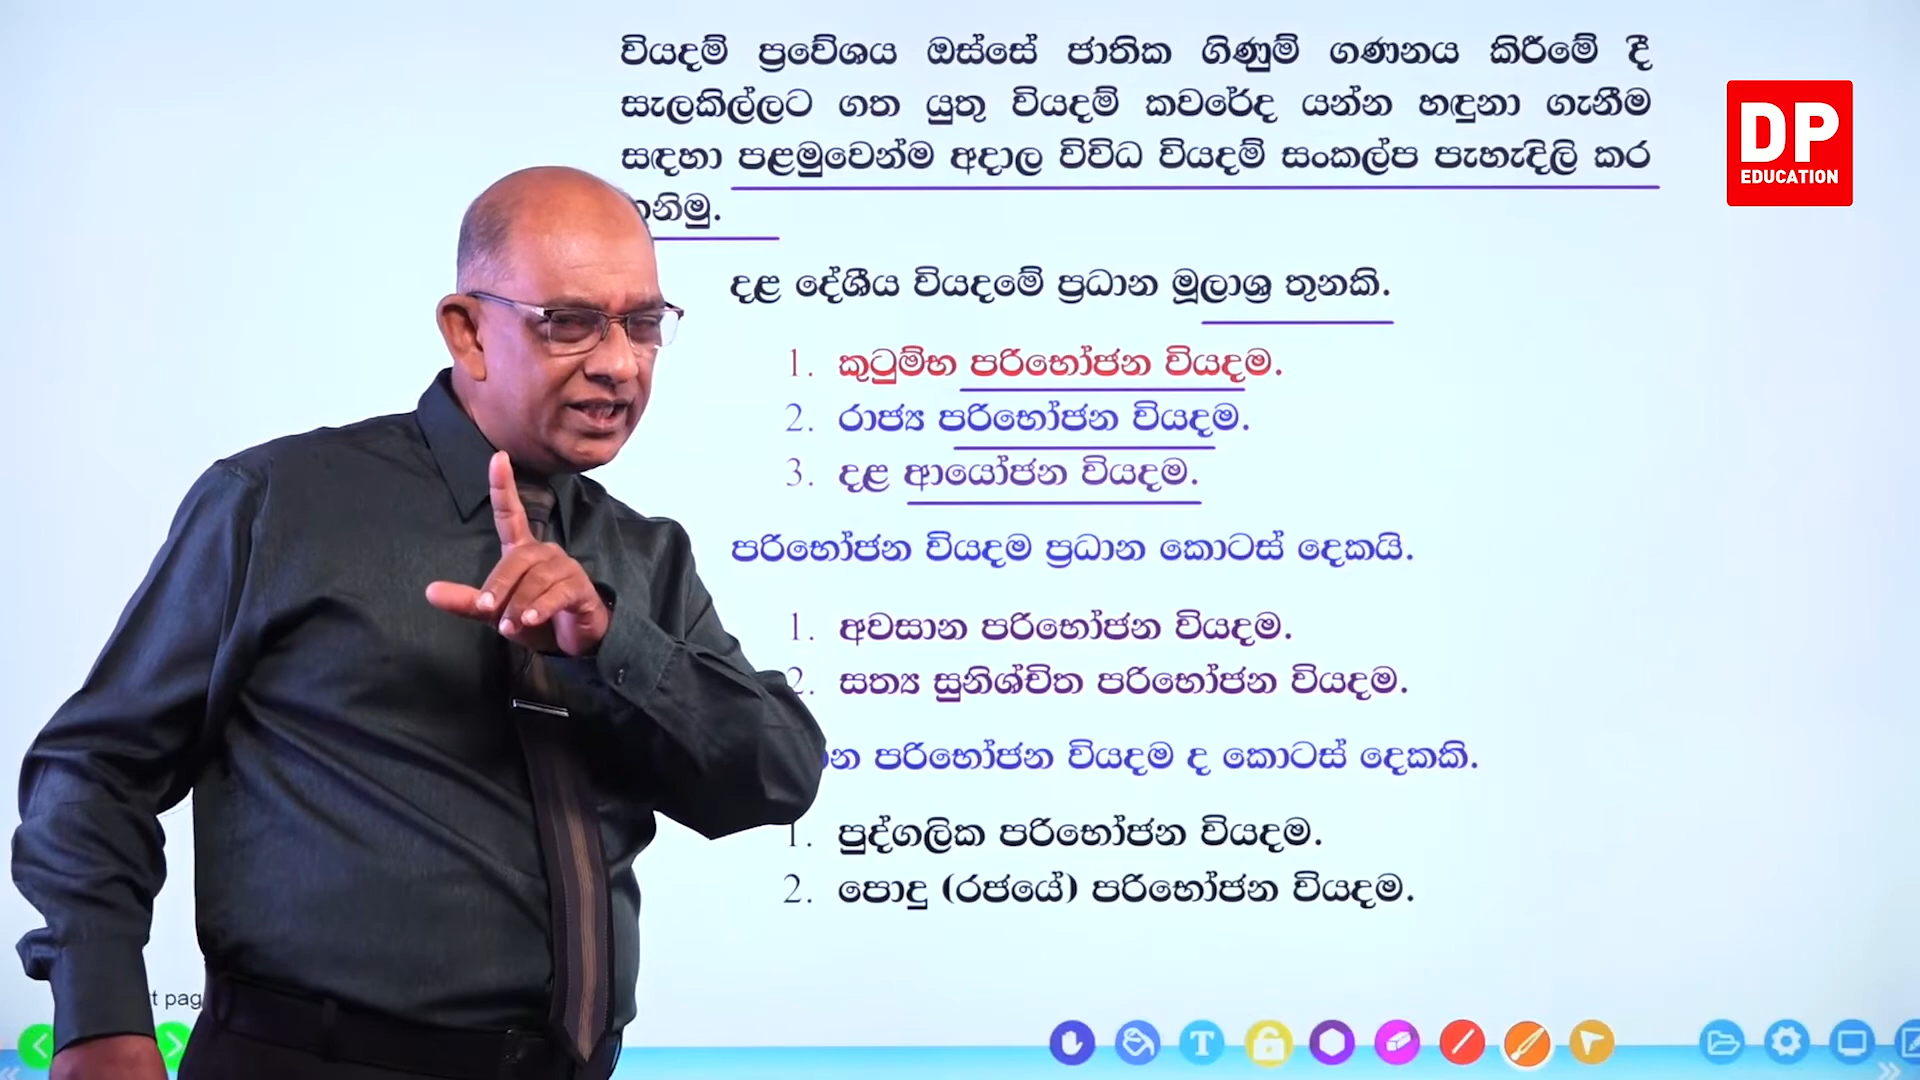 වියදම් ප්‍රවේශය ඔස්සේ ජාතික ගිණුම් ගණනය කිරීමේ දී
සැලකිල්ලට ගත යුතු වියදම් කවරේද යන්න හඳුනා ගැනීම
සඳහා පළමුවෙන්ම අදාල විවිධ වියදම් සංකල්ප පැහැදිලි කර
DP
EDUCATION
දළ දේශීය වියදමේ ප්‍රධාන මූලාශ්‍ර තුනකි.
1. කුටුම්භ පරිභෝජන වියදම.
2. රාජ්‍ය පරිභෝජන වියදම.
3. දළ ආයෝජන වියදම.
පරිභෝජන වියදම ප්‍රධාන කොටස් දෙකයි.
1. අවසාන පරිභෝජන වියදම.
2. සත්‍ය සුනිශ්චිත පරිභෝජන වියදම.
පරිභෝජන වියදම ද කොටස් දෙකකි.
1. පුද්ගලික පරිභෝජන වියදම.
2. පොදු (රජයේ) පරිභෝජන වියදම.